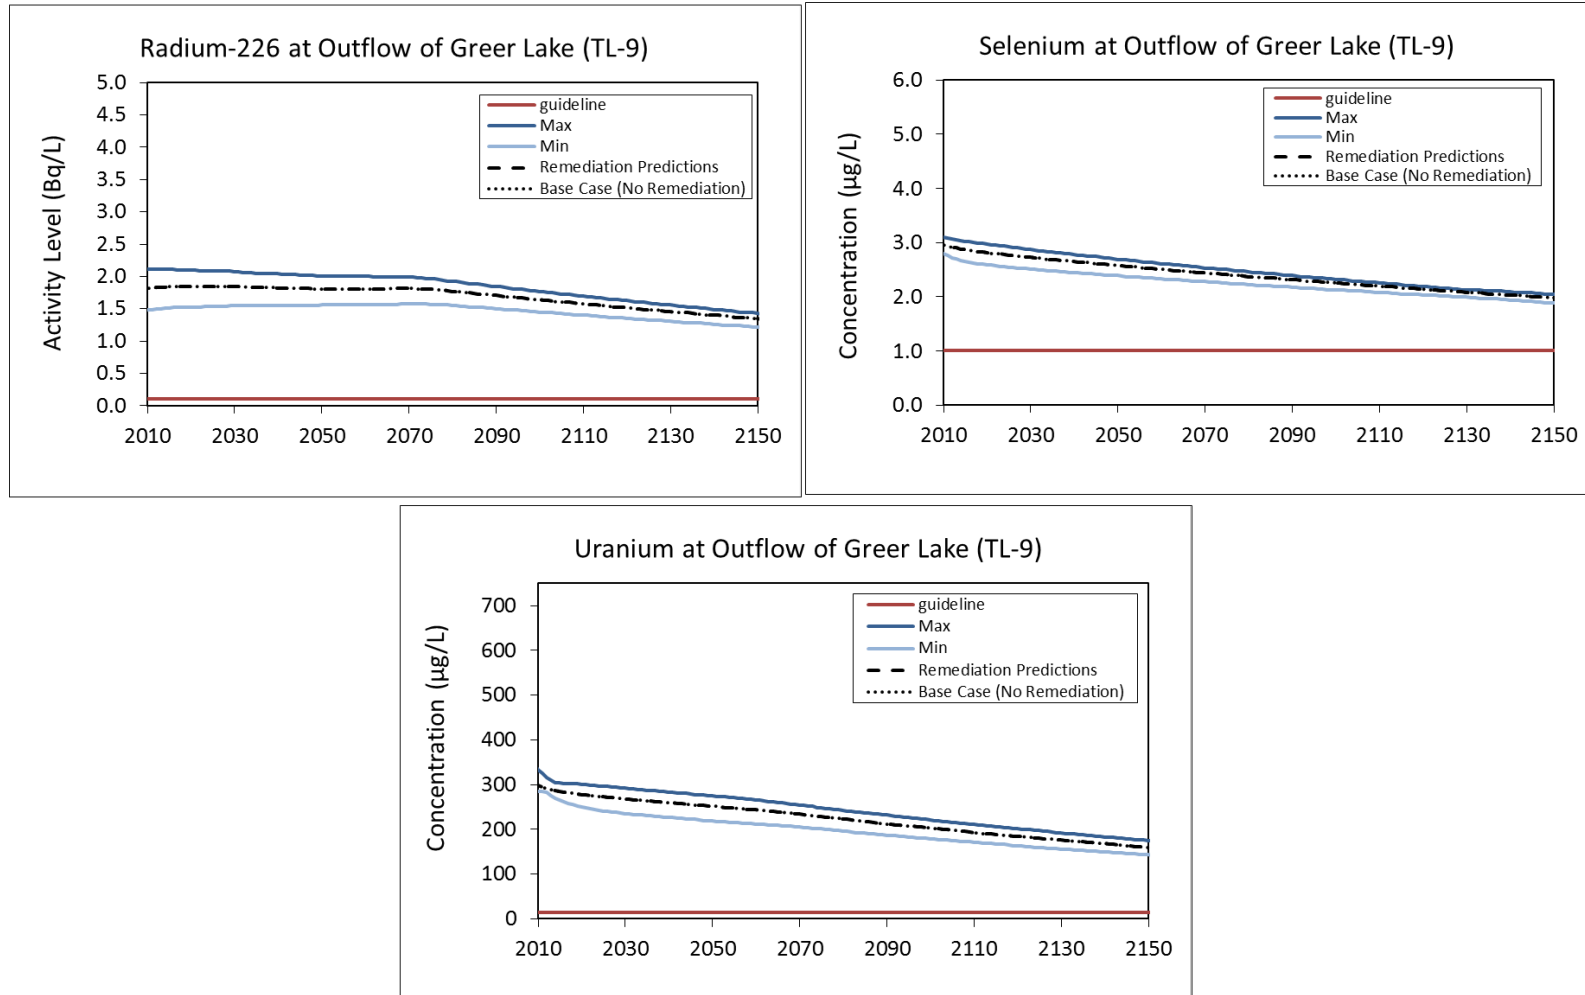 Radium-226 at Outflow of Greer Lake (TL-9)
Activity Level (Bq/L)
5.0
4.5
4.0
3.5
3.0
2.5
2.0
1.5
1.0
0.5
0.0
guideline
Max
Min
Remediation Predictions
Base Case (No Remediation)
2010 2030 2050 2070 2090 2110 2130 2150
Selenium at Outflow of Greer Lake (TL-9)
Concentration (µg/L)
6.0
5.0
4.0
3.0
2.0
1.0
0.0
guideline
Max
Min
Remediation Predictions
Base Case (No Remediation)
2010 2030 2050 2070 2090 2110 2130 2150
Uranium at Outflow of Greer Lake (TL-9)
Concentration (µg/L)
700
600
500
400
300
200
100
0
guideline
Max
Min
Remediation Predictions
Base Case (No Remediation)
2010 2030 2050 2070 2090 2110 2130 2150